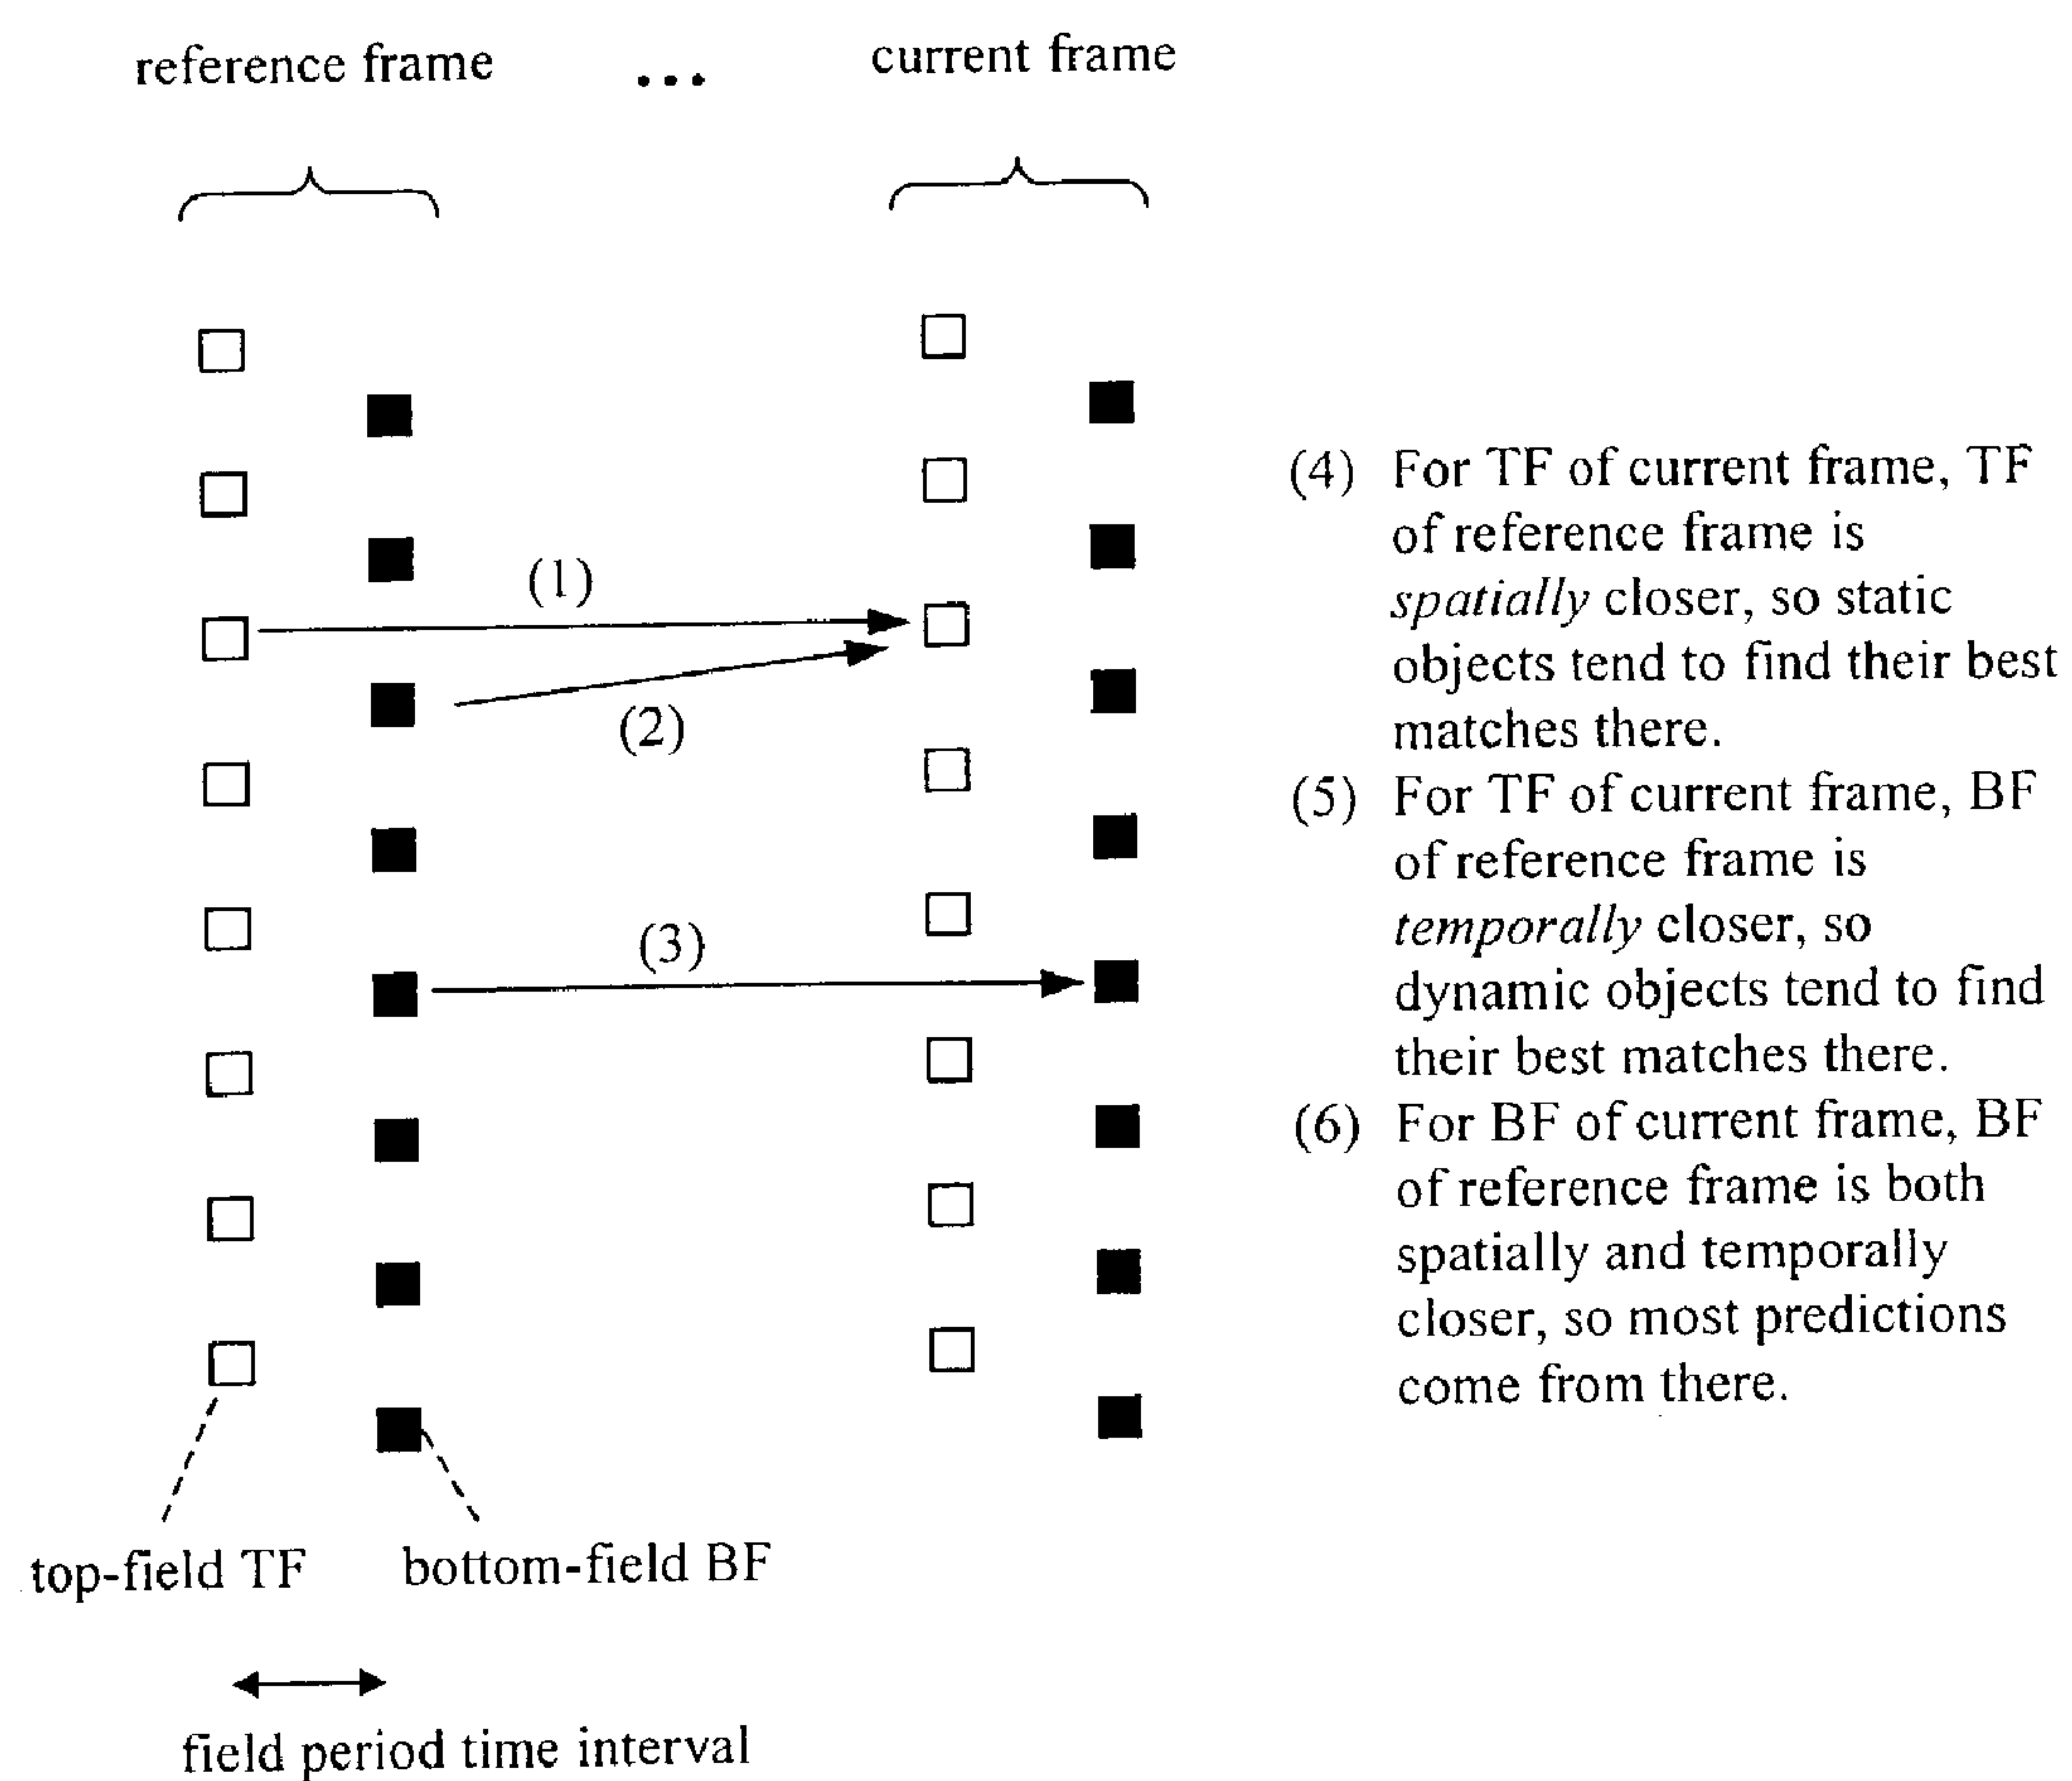 reference frame ... current frame
(1)
(2)
(3)
(4) For TF of current frame, TF
of reference frame is
spatially closer, so static
objects tend to find their best
matches there.
(5) For TF of current frame, BF
of reference frame is
temporally closer, so
dynamic objects tend to find
their best matches there.
(6) For BF of current frame, BF
of reference frame is both
spatially and temporally
closer, so most predictions
come from there.
top-field TF bottom-field BF
field period time interval